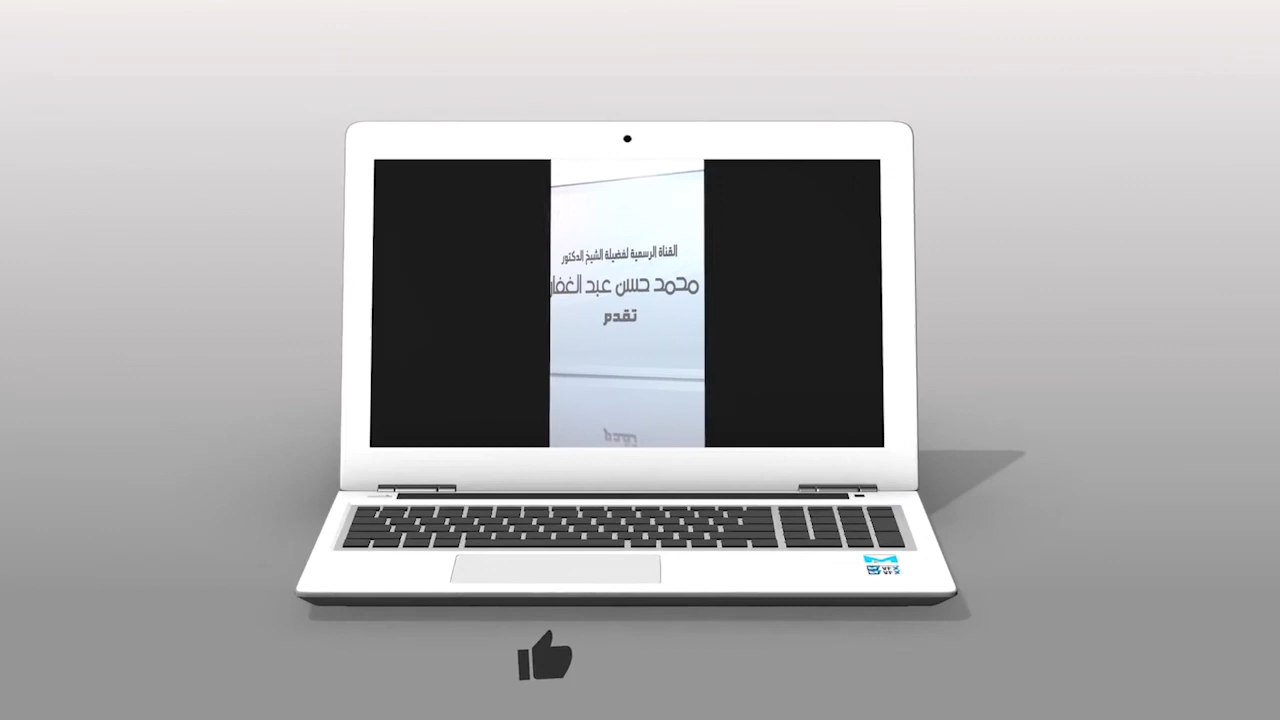 القناة الرسمية لفضيلة الشيخ الدكتور
محمد حسن عبد الغفار
تقدم